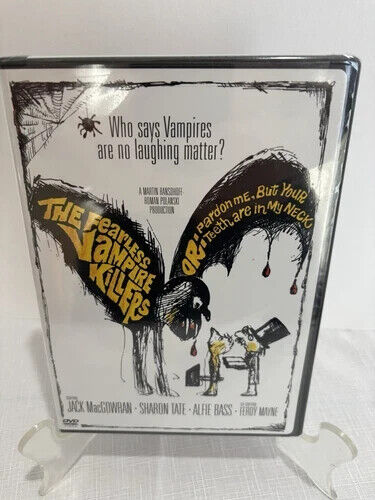 Who says Vampires
are no laughing matter?
A MARTIN RANSOHOFF
ROMAN POLANSKI
PRODUCTION
THE FEARLESS
VAMPIRE
KILLERS
OR: Pardon me, But Your
Teeth are in My NECK
JACK MacGOWRAN · SHARON TATE · ALFIE BASS ·
FERDY MAYNE
DVD